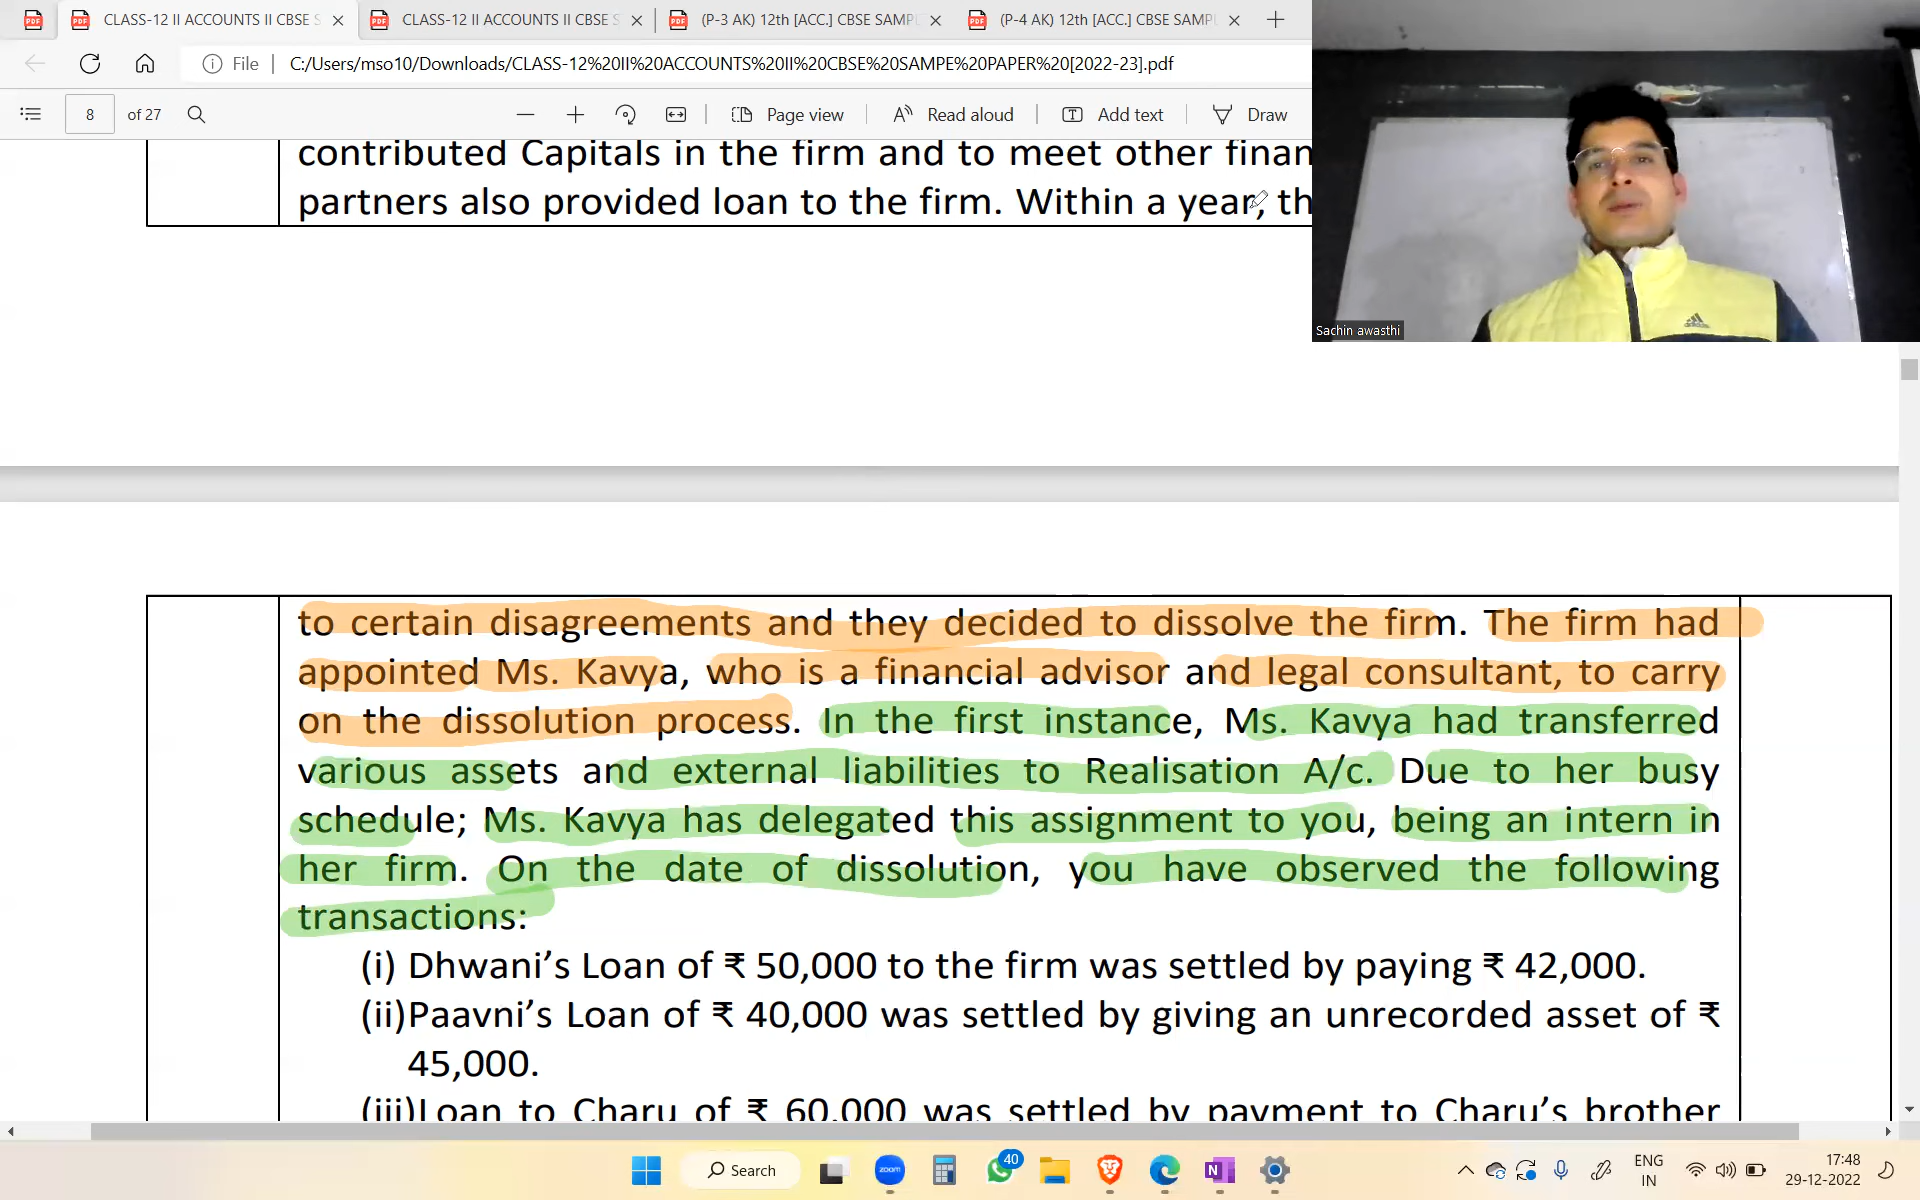 CLASS-12 II ACCOUNTS II CBSE S
CLASS-12 II ACCOUNTS II CBSE S
(P-3 AK) 12th [ACC.] CBSE SAMPL
(P-4 AK) 12th [ACC.] CBSE SAMPL
File
C:/Users/mso10/Downloads/CLASS-12%20II%20ACCOUNTS%20II%20CBSE%20SAMPE%20PAPER%20[2022-23].pdf
8 of 27
Page view
Read aloud
Add text
Draw
contributed Capitals in the firm and to meet other finan
partners also provided loan to the firm. Within a year, th
Sachin awasthi
to certain disagreements and they decided to dissolve the firm. The firm had
appointed Ms. Kavya, who is a financial advisor and legal consultant, to carry
on the dissolution process. In the first instance, Ms. Kavya had transferred
various assets and external liabilities to Realisation A/c. Due to her busy
schedule; Ms. Kavya has delegated this assignment to you, being an intern in
her firm. On the date of dissolution, you have observed the following
transactions:
(i) Dhwani’s Loan of ₹ 50,000 to the firm was settled by paying ₹ 42,000.
(ii)Paavni’s Loan of ₹ 40,000 was settled by giving an unrecorded asset of ₹
45,000.
(iii)Loan to Charu of ₹ 60,000 was settled by payment to Charu’s brother
Search
zoom
40
N
ENG
IN
17:48
29-12-2022